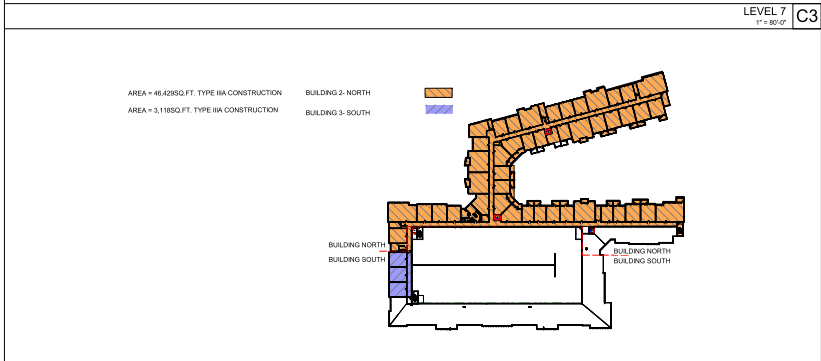 LEVEL 7
1" = 80'-0"
C3
AREA = 46,429SQ.FT. TYPE IIIA CONSTRUCTION
BUILDING 2- NORTH
AREA = 3,118SQ.FT. TYPE IIIA CONSTRUCTION
BUILDING 3- SOUTH
BUILDING NORTH
BUILDING SOUTH
BUILDING NORTH
BUILDING SOUTH